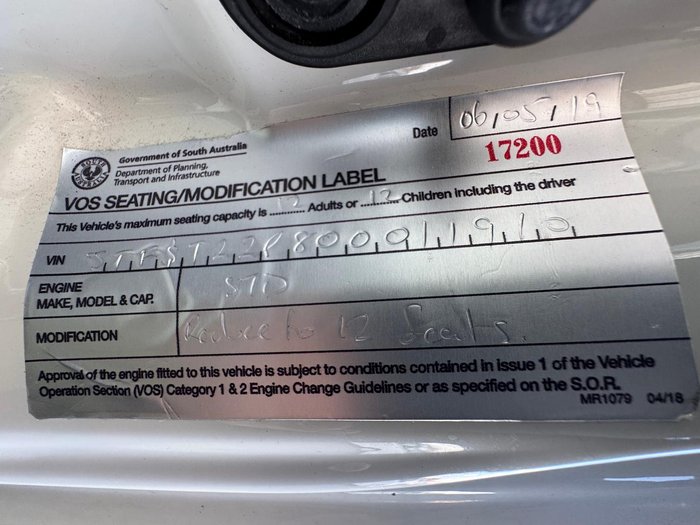 Government of South Australia
Department of Planning,
Transport and Infrastructure
SOUTH AUSTRALIA
Date 06/05/19
17200
VOS SEATING/MODIFICATION LABEL
This Vehicle's maximum seating capacity is 12 Adults or 12 Children including the driver
VIN JTFST22P800011910
ENGINE
MAKE, MODEL & CAP. STD
MODIFICATION Reduce to 12 Seats.
Approval of the engine fitted to this vehicle is subject to conditions contained in issue 1 of the Vehicle
Operation Section (VOS) Category 1 & 2 Engine Change Guidelines or as specified on the S.O.R.
MR1079 04/18